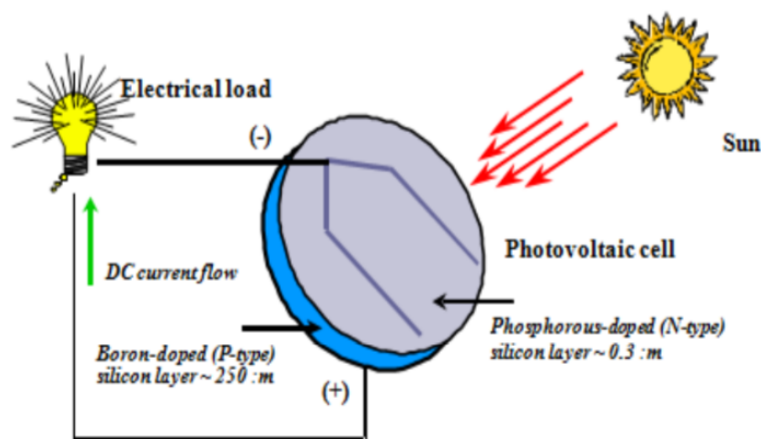 Electrical load
(-)
Sun
Photovoltaic cell
DC current flow
Phosphorous-doped (N-type)
silicon layer ~ 0.3 :m
Boron-doped (P-type)
silicon layer ~ 250 :m
(+)